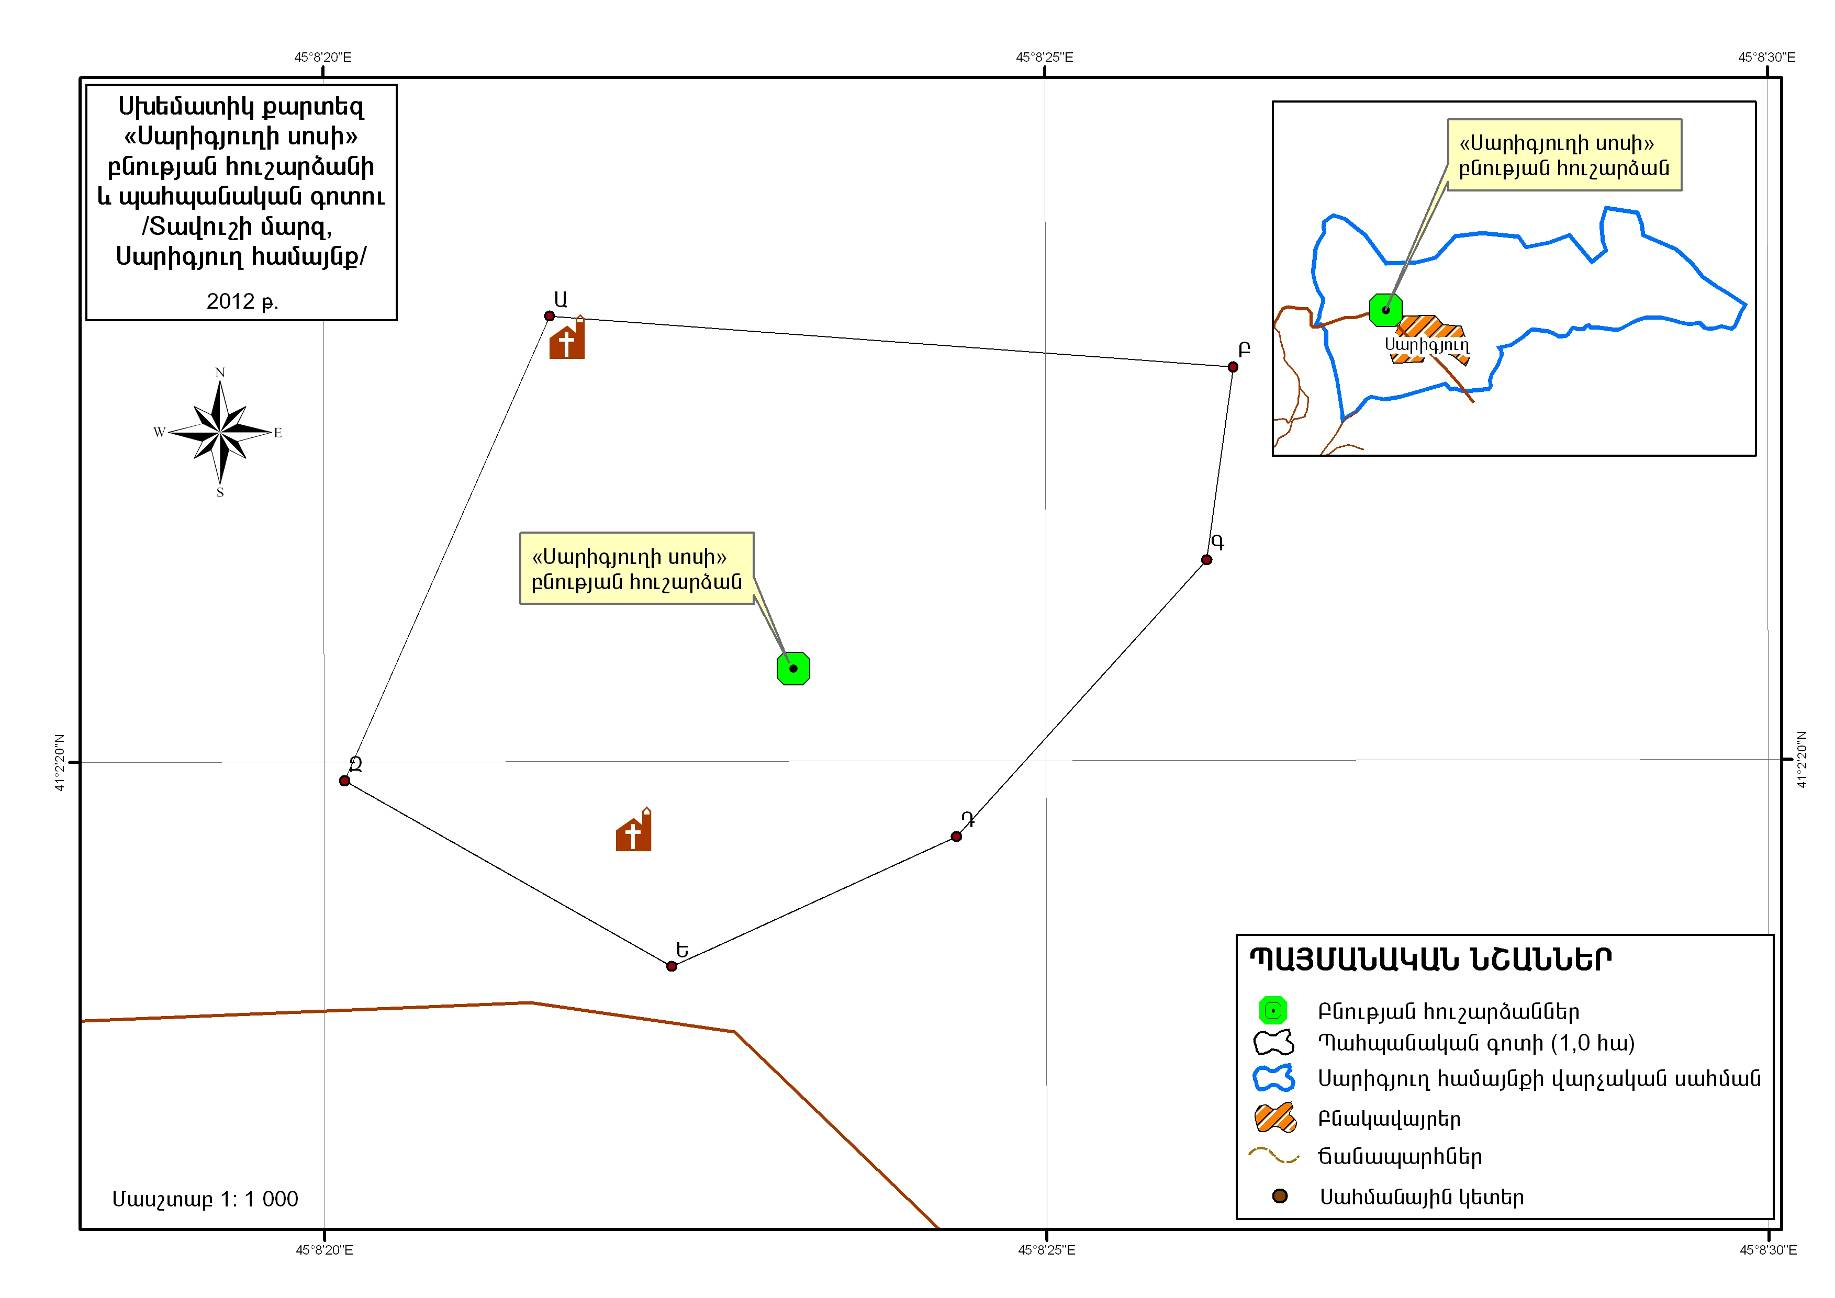 45°8'20"E
45°8'25"E
45°8'30"E
Սխեմատիկ քարտեզ
«Սարիգյուղի սոսի»
բնության հուշարձանի
և պահպանական գոտու
/Տավուշի մարզ,
Սարիգյուղ համայնք/
2012 թ.
«Սարիգյուղի սոսի»
բնության հուշարձան
Սարիգյուղ
Ա
Բ
N
W
E
S
Գ
«Սարիգյուղի սոսի»
բնության հուշարձան
41°2'20"N
41°2'20"N
Զ
Դ
Ե
ՊԱՅՄԱՆԱԿԱՆ ՆՇԱՆՆԵՐ
Բնության հուշարձաններ
Պահպանական գոտի (1,0 հա)
Սարիգյուղ համայնքի վարչական սահման
Բնակավայրեր
Ճանապարհներ
Սահմանային կետեր
Մասշտաբ 1: 1 000
45°8'20"E
45°8'25"E
45°8'30"E